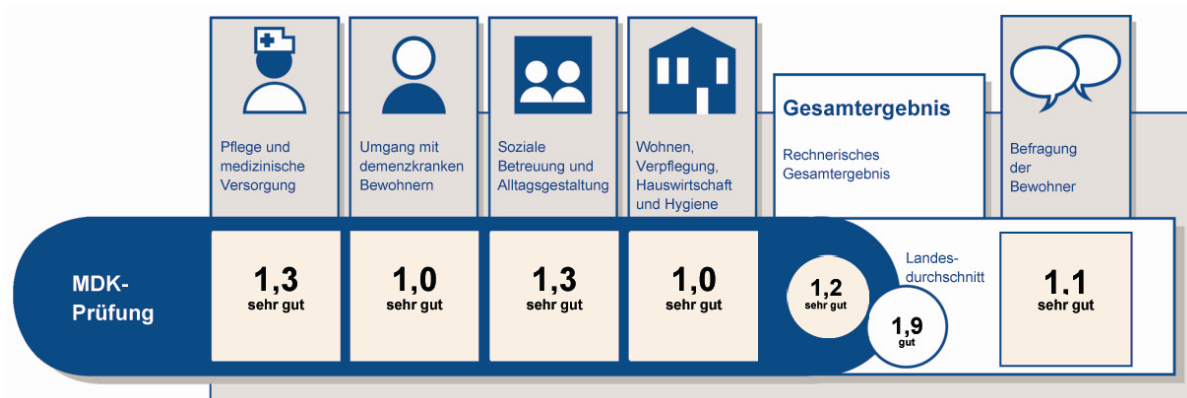 Pflege und
medizinische
Versorgung
Umgang mit
demenzkranken
Bewohnern
Soziale
Betreuung und
Alltagsgestaltung
Wohnen,
Verpflegung,
Hauswirtschaft
und Hygiene
Gesamtergebnis
Rechnerisches
Gesamtergebnis
Befragung
der
Bewohner
MDK-
Prüfung
1,3
sehr gut
1,0
sehr gut
1,3
sehr gut
1,0
sehr gut
1,2
sehr gut
Landes-
durchschnitt
1,9
gut
1,1
sehr gut